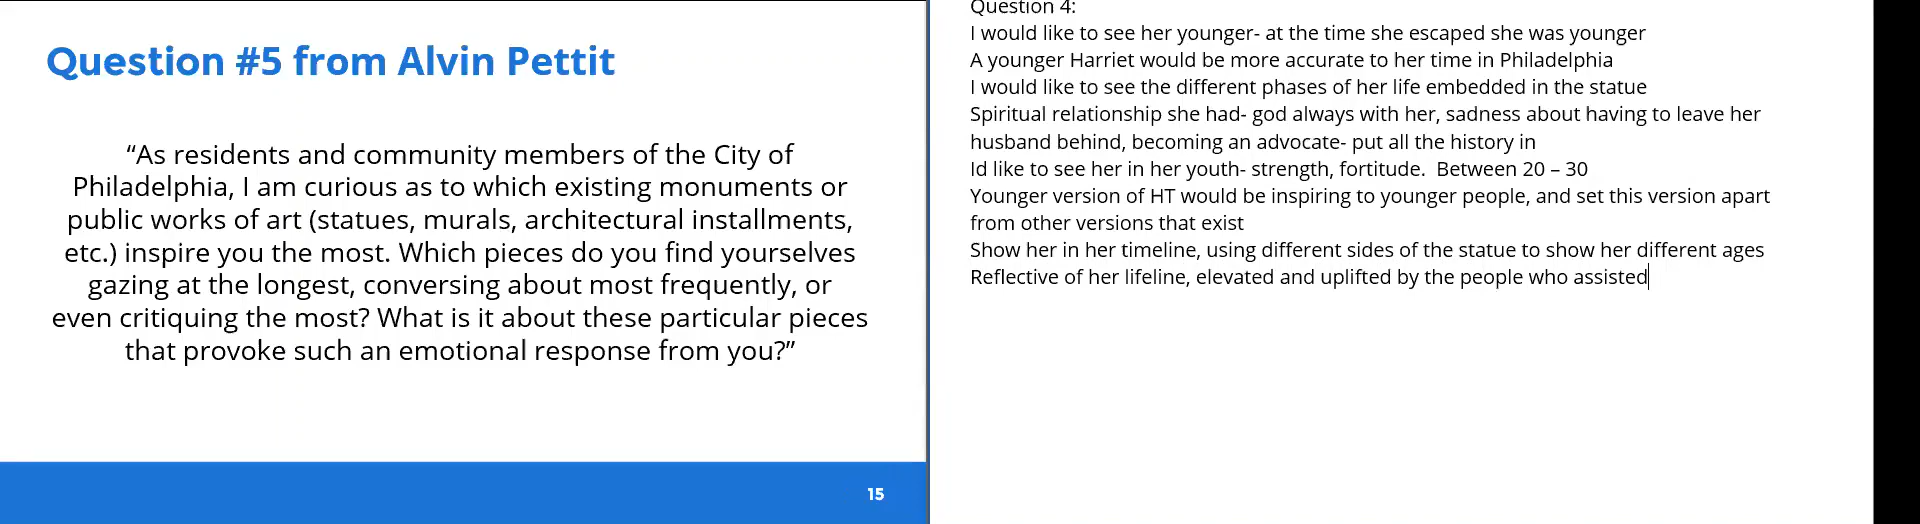 Question #5 from Alvin Pettit
“As residents and community members of the City of
Philadelphia, I am curious as to which existing monuments or
public works of art (statues, murals, architectural installments,
etc.) inspire you the most. Which pieces do you find yourselves
gazing at the longest, conversing about most frequently, or
even critiquing the most? What is it about these particular pieces
that provoke such an emotional response from you?”
15
Question 4:
I would like to see her younger- at the time she escaped she was younger
A younger Harriet would be more accurate to her time in Philadelphia
I would like to see the different phases of her life embedded in the statue
Spiritual relationship she had- god always with her, sadness about having to leave her
husband behind, becoming an advocate- put all the history in
Id like to see her in her youth- strength, fortitude.  Between 20 – 30
Younger version of HT would be inspiring to younger people, and set this version apart
from other versions that exist
Show her in her timeline, using different sides of the statue to show her different ages
Reflective of her lifeline, elevated and uplifted by the people who assisted